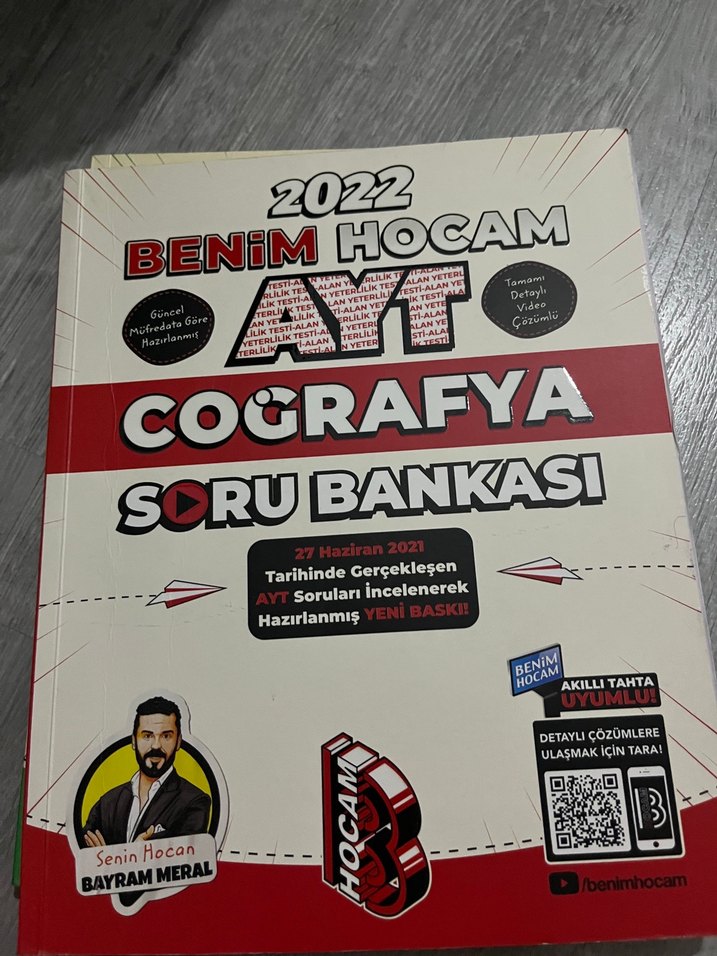 2022
BENİM HOCAM
AYT
Güncel
Müfredata Göre
Hazırlanmış
Tamamı
Detaylı
Video
Çözümlü
COĞRAFYA
SORU BANKASI
27 Haziran 2021
Tarihinde Gerçekleşen
AYT Soruları İncelenerek
Hazırlanmış YENİ BASKI!
BENİM
HOCAM
AKILLI TAHTA
UYUMLU!
DETAYLI ÇÖZÜMLERE
ULAŞMAK İÇİN TARA!
Senin Hocan
BAYRAM MERAL
HOCAM
/benimhocam